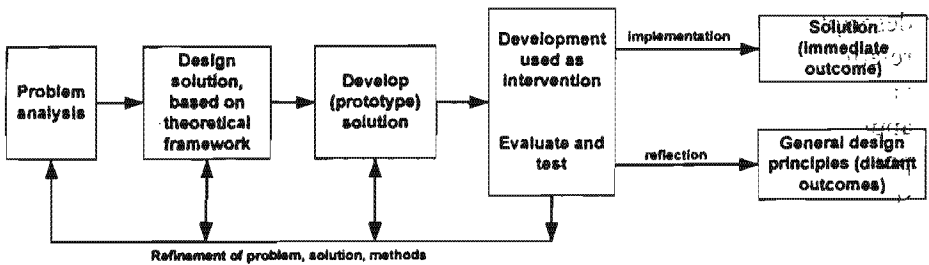 Problem
analysis
Design
solution,
based on
theoretical
framework
Develop
(prototype)
solution
Development
used as
intervention
Evaluate and
test
implementation
Solution
(immediate
outcome)
reflection
General design
principles (distant
outcomes)
Refinement of problem, solution, methods